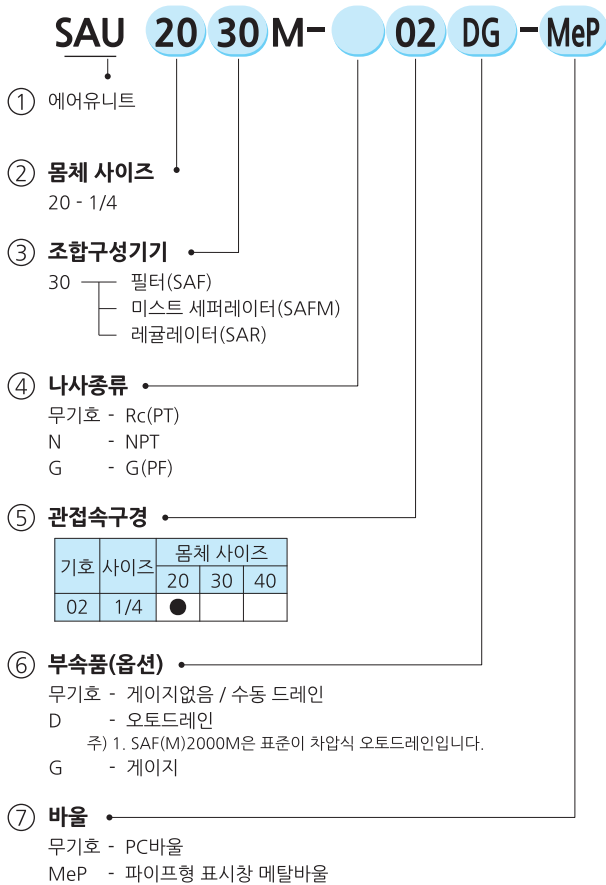 SAU 20 30 M- 02 DG - MeP
① 에어유니트
② 몸체 사이즈
20 - 1/4
③ 조합구성기기
30 필터(SAF)
미스트 세퍼레이터(SAFM)
레귤레이터(SAR)
④ 나사종류
무기호 - Rc(PT)
N - NPT
G - G(PF)
⑤ 관접속구경
기호 사이즈 몸체 사이즈
20 30 40
02 1/4 ●
⑥ 부속품(옵션)
무기호 - 게이지없음 / 수동 드레인
D - 오토드레인
주) 1. SAF(M)2000M은 표준이 차압식 오토드레인입니다.
G - 게이지
⑦ 바울
무기호 - PC바울
MeP - 파이프형 표시창 메탈바울